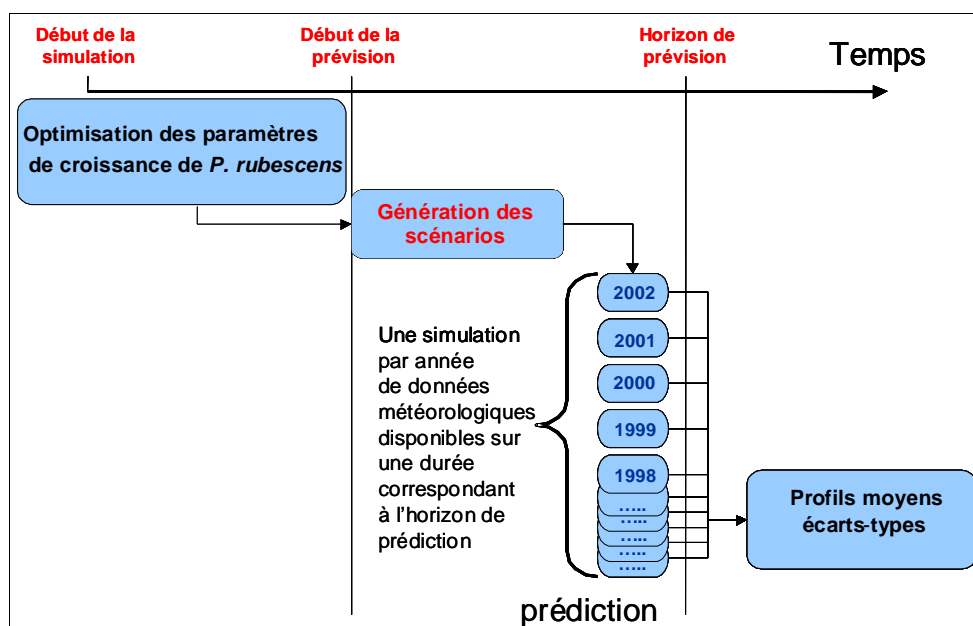 Début de la
simulation
Début de la
prévision
Horizon de
prévision
Temps
Optimisation des paramètres
de croissance de P. rubescens
Génération des
scénarios
Une simulation
par année
de données
météorologiques
disponibles sur
une durée
correspondant
à l'horizon de
prédiction
2002
2001
2000
1999
1998
.....
.....
.....
.....
.....
Profils moyens
écarts-types
prédiction